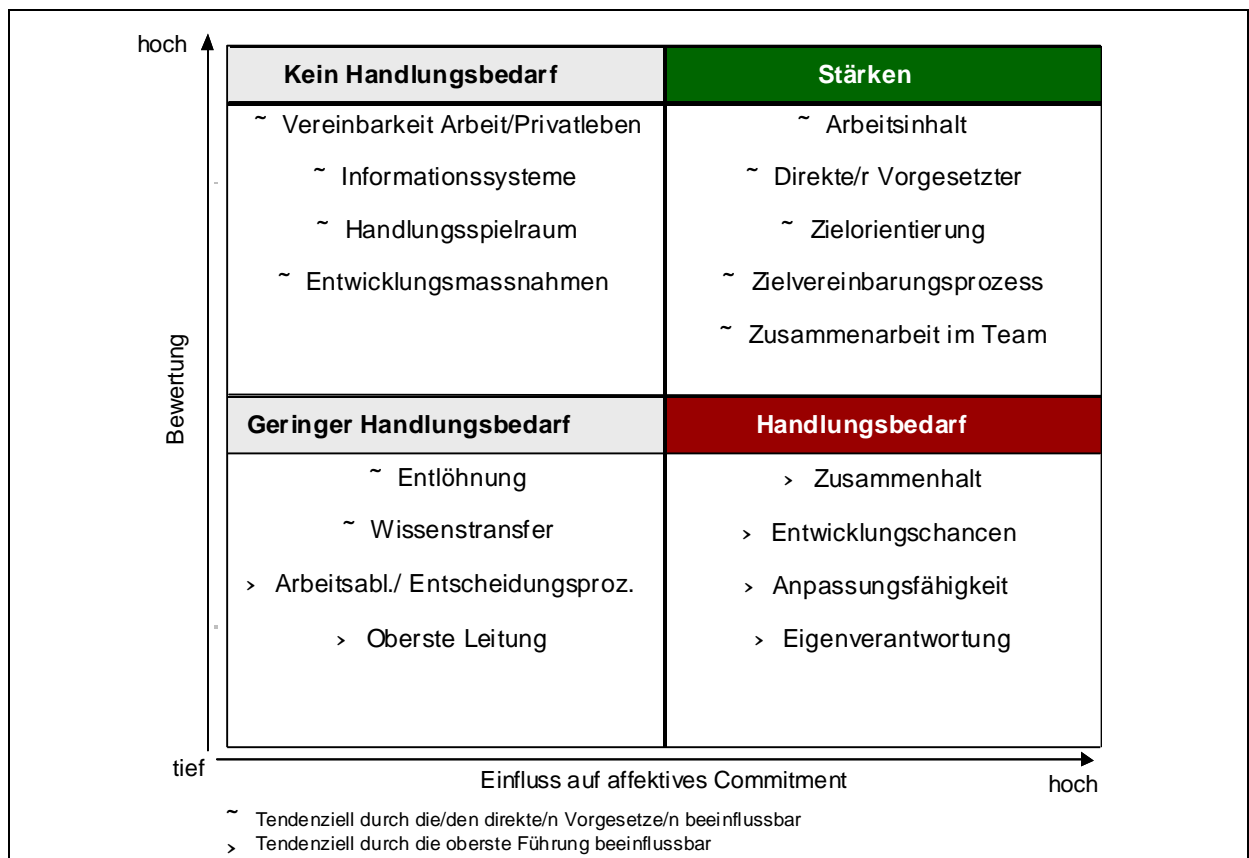 hoch
Kein Handlungsbedarf
~ Vereinbarkeit Arbeit/Privatleben
~ Informationssysteme
~ Handlungsspielraum
~ Entwicklungsmassnahmen
Stärken
~ Arbeitsinhalt
~ Direkte/r Vorgesetzter
~ Zielorientierung
~ Zielvereinbarungsprozess
~ Zusammenarbeit im Team
Bewertung
Geringer Handlungsbedarf
~ Entlöhnung
~ Wissenstransfer
› Arbeitsabl./ Entscheidungsproz.
› Oberste Leitung
Handlungsbedarf
› Zusammenhalt
› Entwicklungschancen
› Anpassungsfähigkeit
› Eigenverantwortung
tief
Einfluss auf affektives Commitment
hoch
~ Tendenziell durch die/den direkte/n Vorgesetze/n beeinflussbar
› Tendenziell durch die oberste Führung beeinflussbar